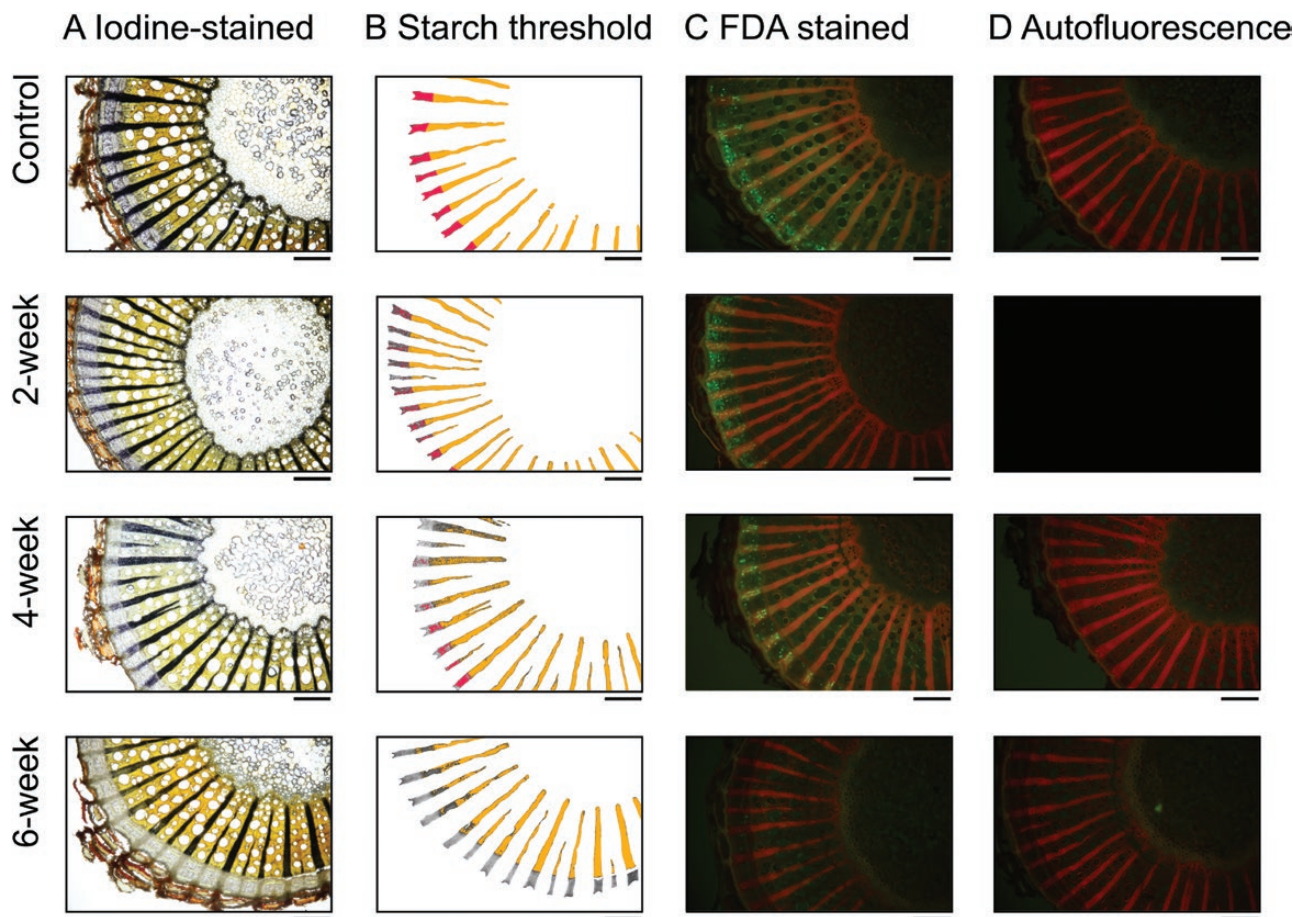 A Iodine-stained B Starch threshold C FDA stained D Autofluorescence
Control
2-week
4-week
6-week